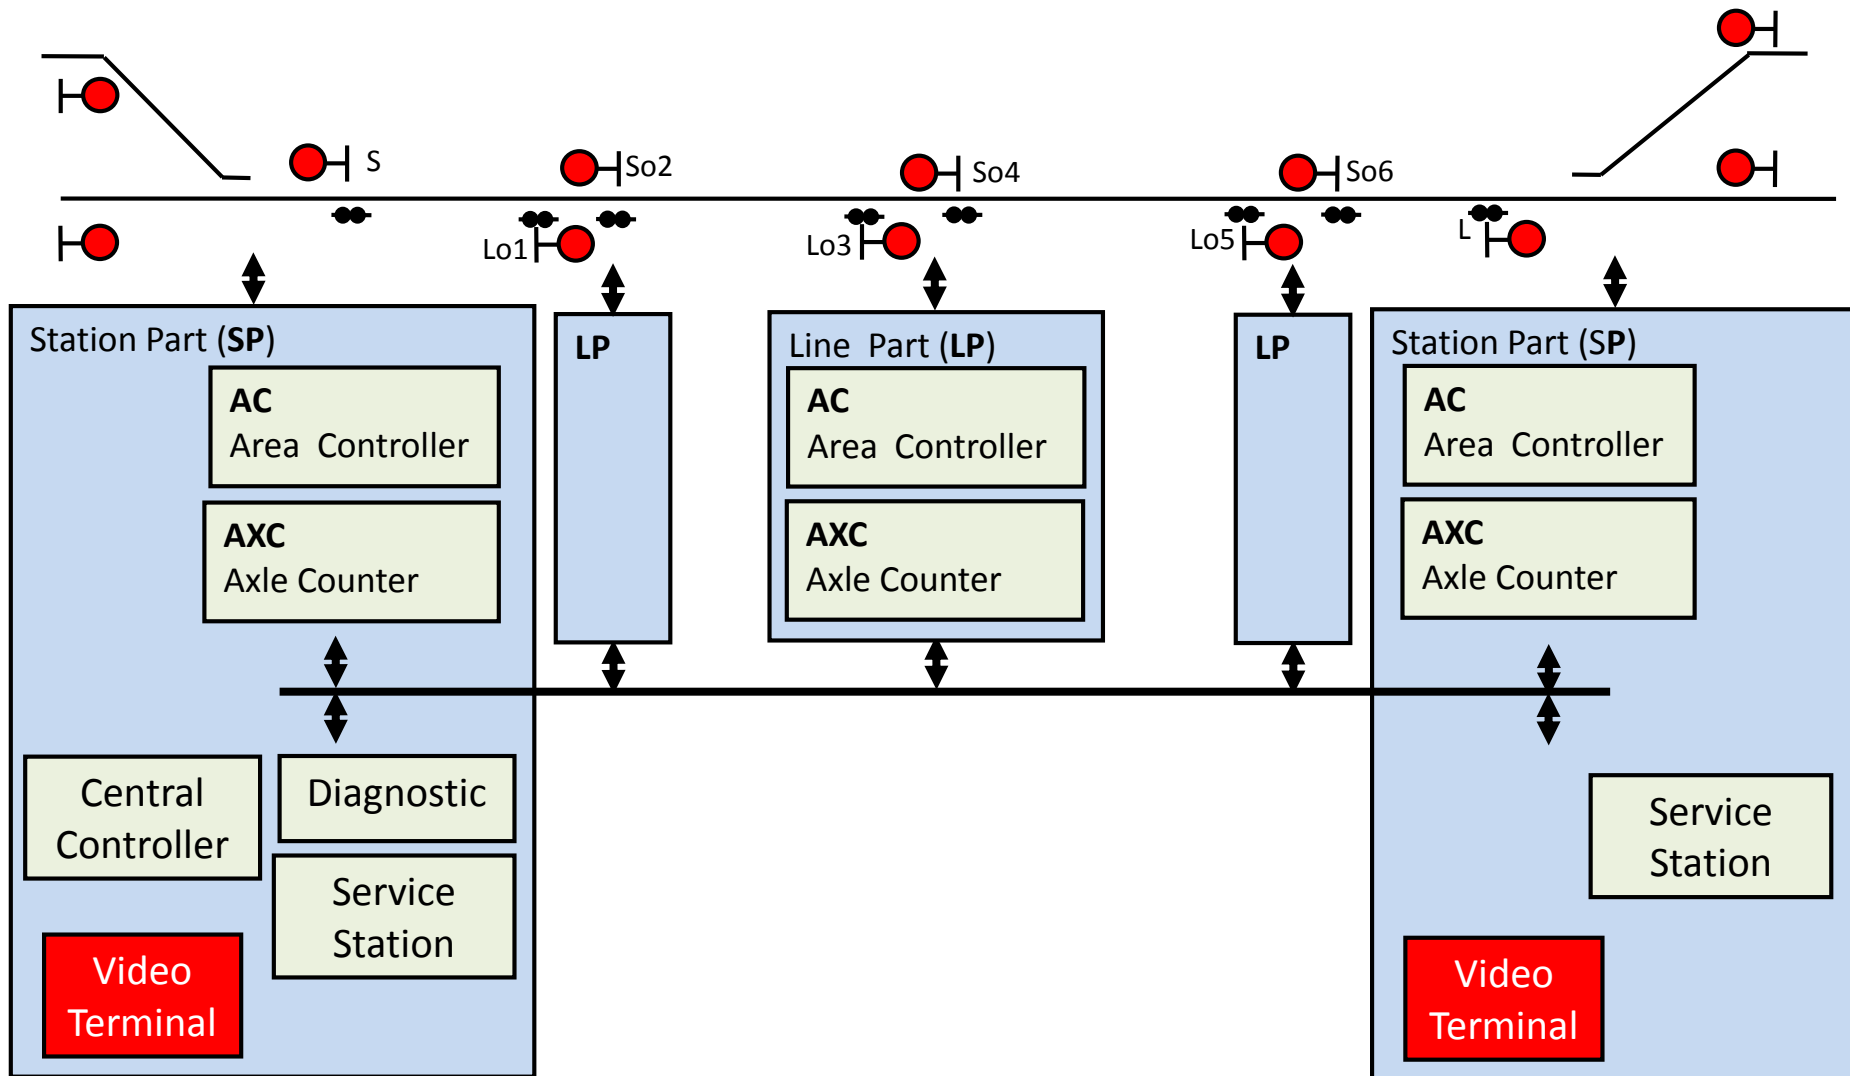 S
So2
So4
So6
Lo1
Lo3
Lo5
L
Station Part (SP)
AC
Area Controller
AXC
Axle Counter
Central
Controller
Diagnostic
Service
Station
Video
Terminal
LP
Line Part (LP)
AC
Area Controller
AXC
Axle Counter
LP
Station Part (SP)
AC
Area Controller
AXC
Axle Counter
Service
Station
Video
Terminal